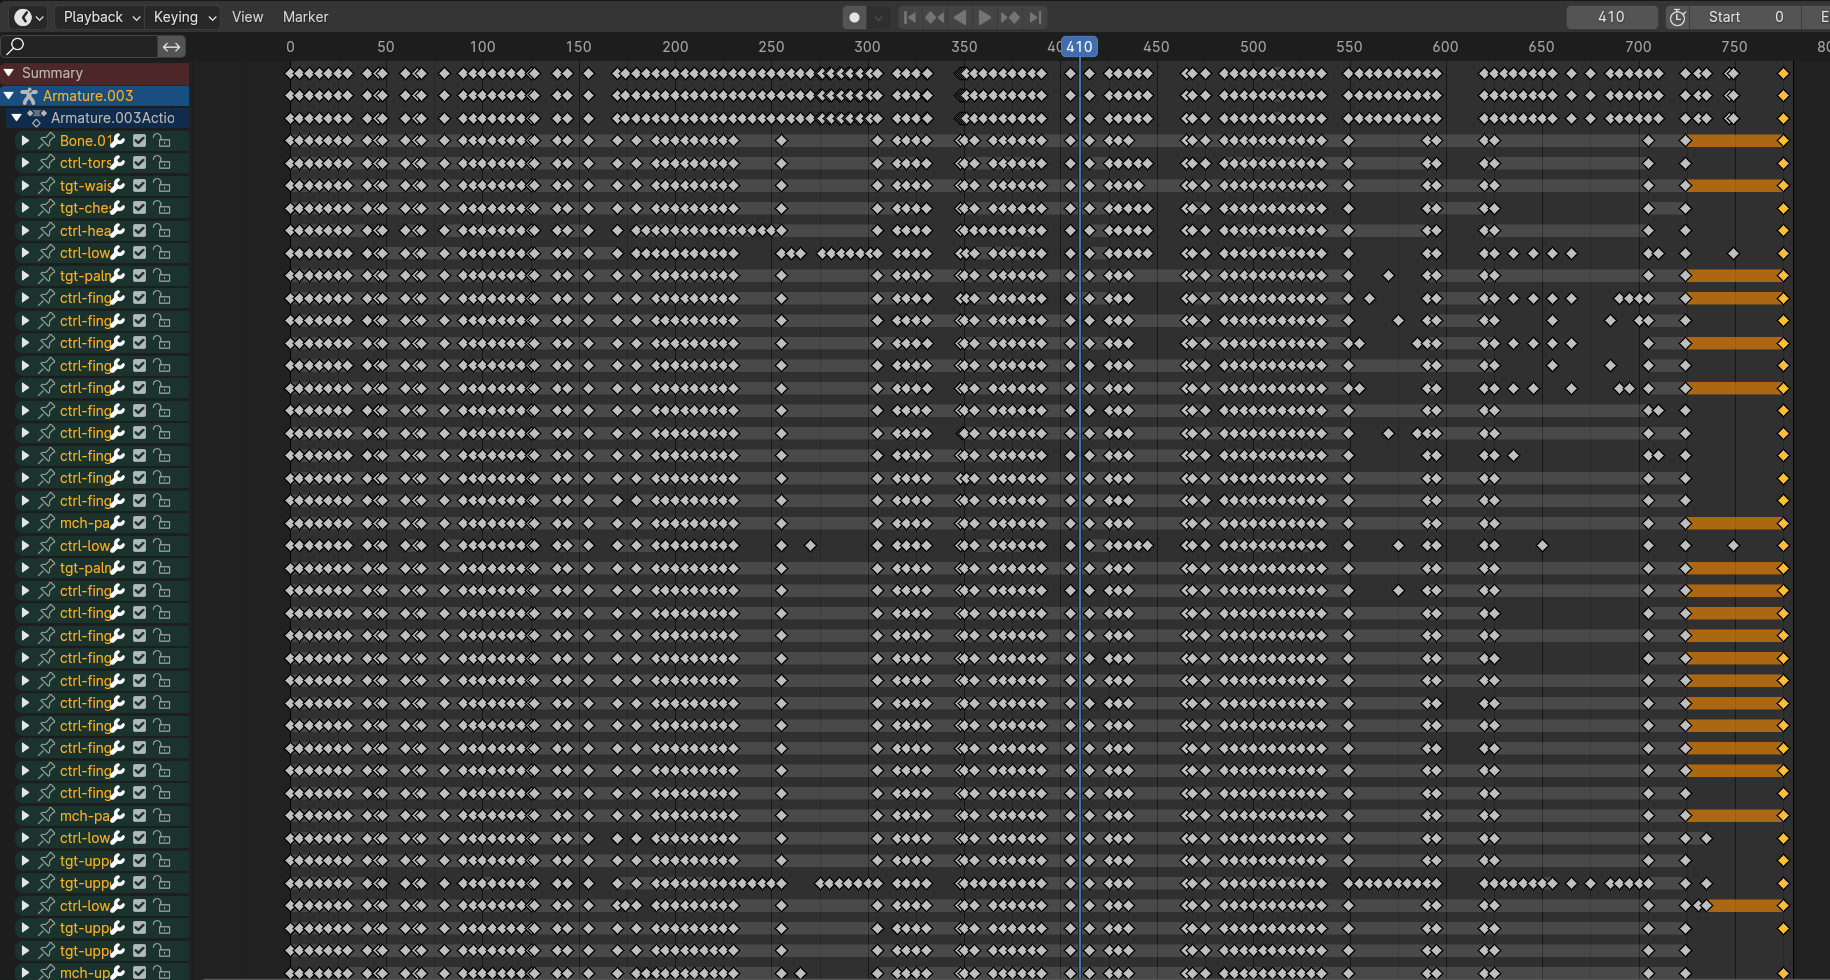 Playback Keying View Marker 410 Start 0 E
0 50 100 150 200 250 300 350 40 410 450 500 550 600 650 700 750 80
Summary
Armature.003
Armature.003Actio
Bone.01
ctrl-tors
tgt-wais
tgt-ches
ctrl-hea
ctrl-low
tgt-paln
ctrl-fing
ctrl-fing
ctrl-fing
ctrl-fing
ctrl-fing
ctrl-fing
ctrl-fing
ctrl-fing
ctrl-fing
ctrl-fing
mch-pa
ctrl-low
tgt-paln
ctrl-fing
ctrl-fing
ctrl-fing
ctrl-fing
ctrl-fing
ctrl-fing
ctrl-fing
ctrl-fing
ctrl-fing
ctrl-fing
mch-pa
ctrl-low
tgt-upp
tgt-upp
ctrl-low
tgt-upp
tgt-upp
mch-up